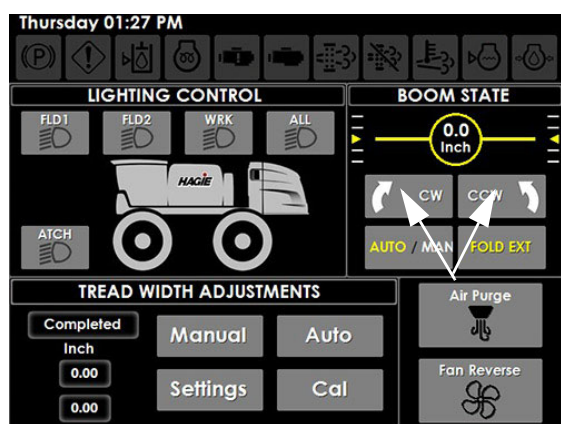 Thursday 01:27 PM
(P)
LIGHTING CONTROL
FLD1 FLD2 WRK ALL
HAGIE
ATCH
BOOM STATE
0.0
Inch
CW CCW
AUTO / MAN FOLD EXT
TREAD WIDTH ADJUSTMENTS
Completed
Inch
0.00
0.00
Manual Auto
Settings Cal
Air Purge
Fan Reverse